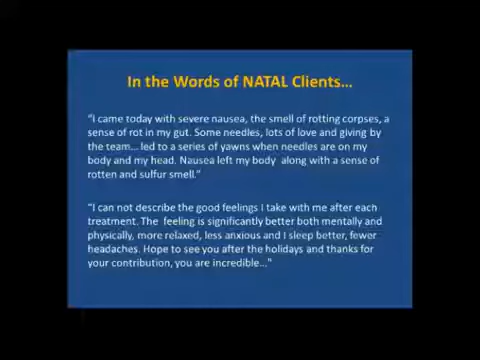 In the Words of NATAL Clients…
“I came today with severe nausea, the smell of rotting corpses, a
sense of rot in my gut. Some needles, lots of love and giving by
the team… led to a series of yawns when needles are on my
body and my head. Nausea left my body along with a sense of
rotten and sulfur smell.”
“I can not describe the good feelings I take with me after each
treatment. The feeling is significantly better both mentally and
physically, more relaxed, less anxious and I sleep better, fewer
headaches. Hope to see you after the holidays and thanks for
your contribution, you are incredible…”